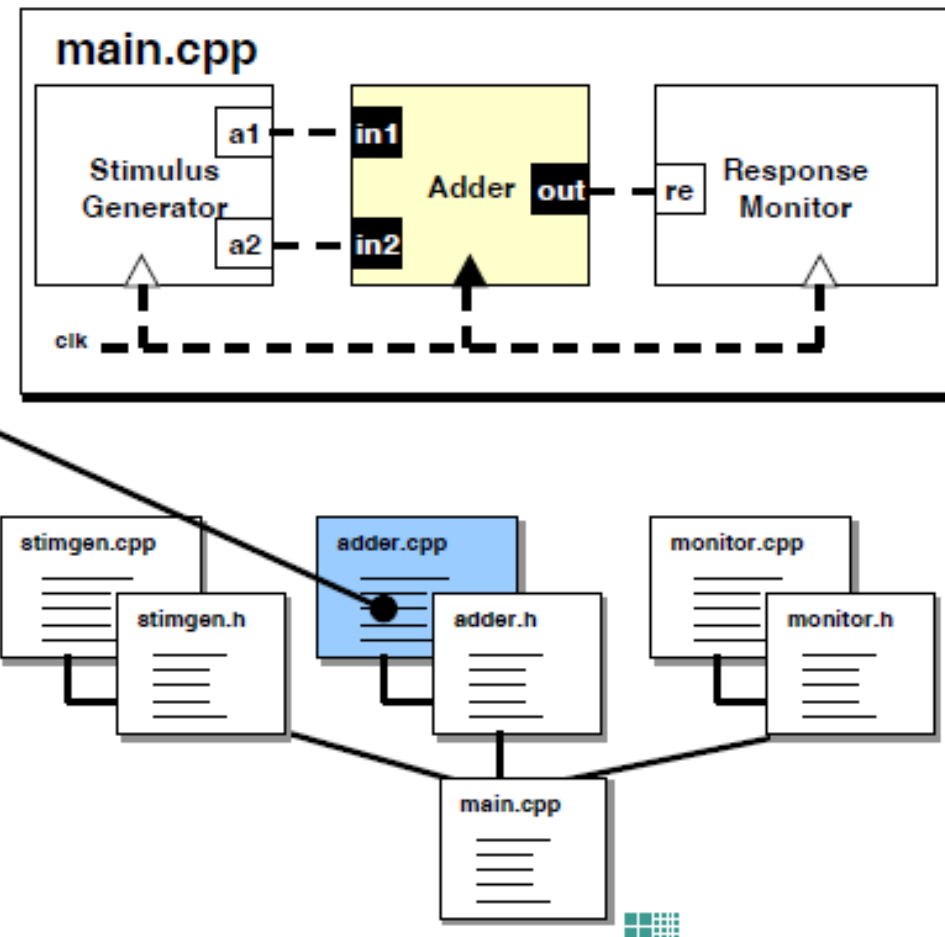 main.cpp
a1
in1
Stimulus
Generator
Adder
out
re
Response
Monitor
a2
in2
clk
stimgen.cpp
adder.cpp
monitor.cpp
stimgen.h
adder.h
monitor.h
main.cpp